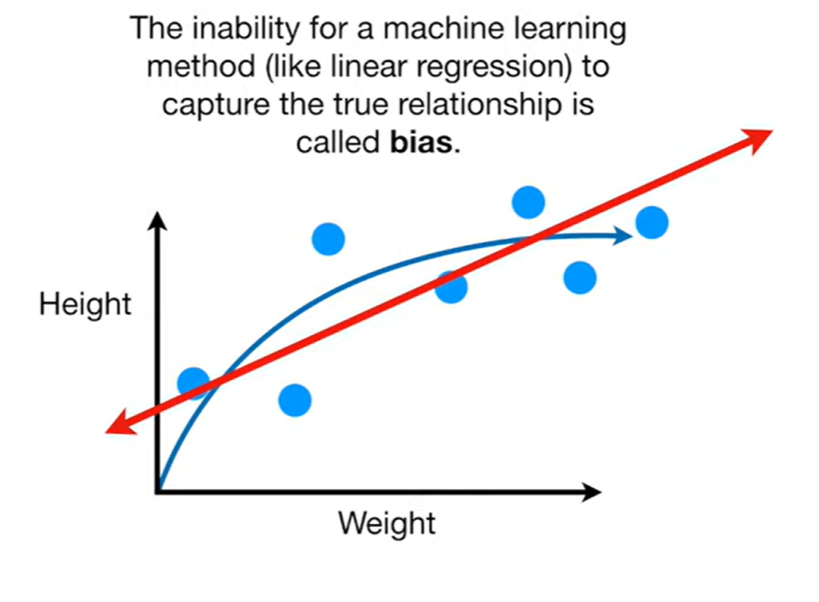 The inability for a machine learning
method (like linear regression) to
capture the true relationship is
called bias.
Height
Weight